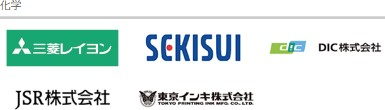 化学
三菱レイヨン
SEKISUI
dic DIC株式会社
JSR株式会社
東京インキ株式会社
TOKYO PRINTING INK MFG. CO., LTD.